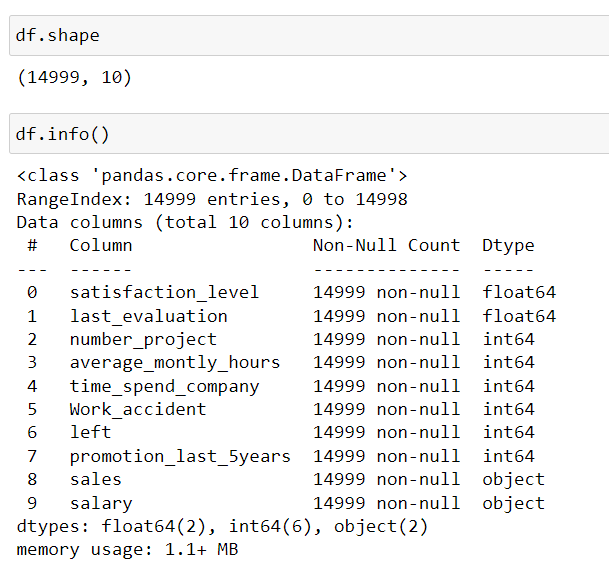 df.shape
(14999, 10)
df.info()
<class 'pandas.core.frame.DataFrame'>
RangeIndex: 14999 entries, 0 to 14998
Data columns (total 10 columns):
 #   Column                 Non-Null Count  Dtype
---  ------                 --------------  -----
 0   satisfaction_level     14999 non-null  float64
 1   last_evaluation        14999 non-null  float64
 2   number_project         14999 non-null  int64
 3   average_montly_hours   14999 non-null  int64
 4   time_spend_company     14999 non-null  int64
 5   Work_accident          14999 non-null  int64
 6   left                   14999 non-null  int64
 7   promotion_last_5years  14999 non-null  int64
 8   sales                  14999 non-null  object
 9   salary                 14999 non-null  object
dtypes: float64(2), int64(6), object(2)
memory usage: 1.1+ MB